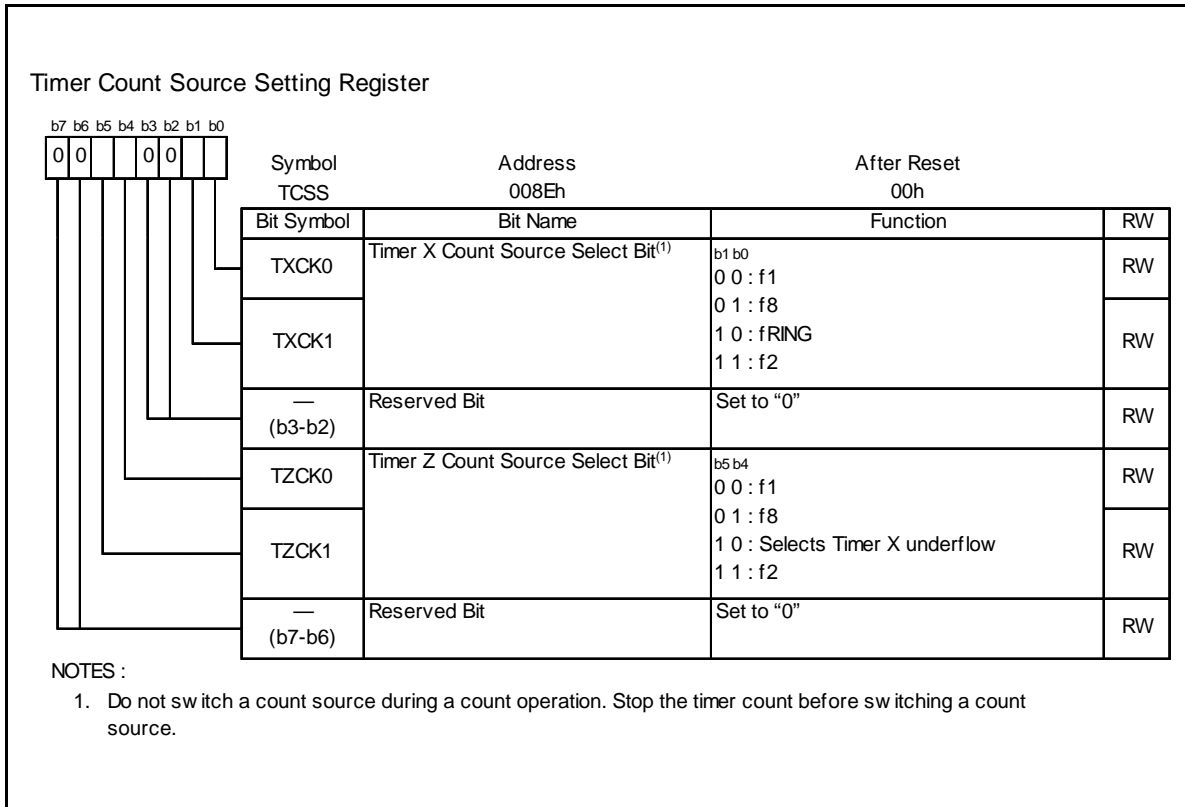 Timer Count Source Setting Register
b7 b6 b5 b4 b3 b2 b1 b0
0 0 0 0
Symbol Address After Reset
TCSS 008Eh 00h
Bit Symbol Bit Name Function RW
TXCK0 Timer X Count Source Select Bit(1) b1 b0 RW
0 0 : f1
0 1 : f8
TXCK1 1 0 : fRING RW
1 1 : f2
— Reserved Bit Set to “0” RW
(b3-b2)
TZCK0 Timer Z Count Source Select Bit(1) b5 b4 RW
0 0 : f1
0 1 : f8
TZCK1 1 0 : Selects Timer X underflow RW
1 1 : f2
— Reserved Bit Set to “0” RW
(b7-b6)
NOTES :
1. Do not switch a count source during a count operation. Stop the timer count before switching a count
source.